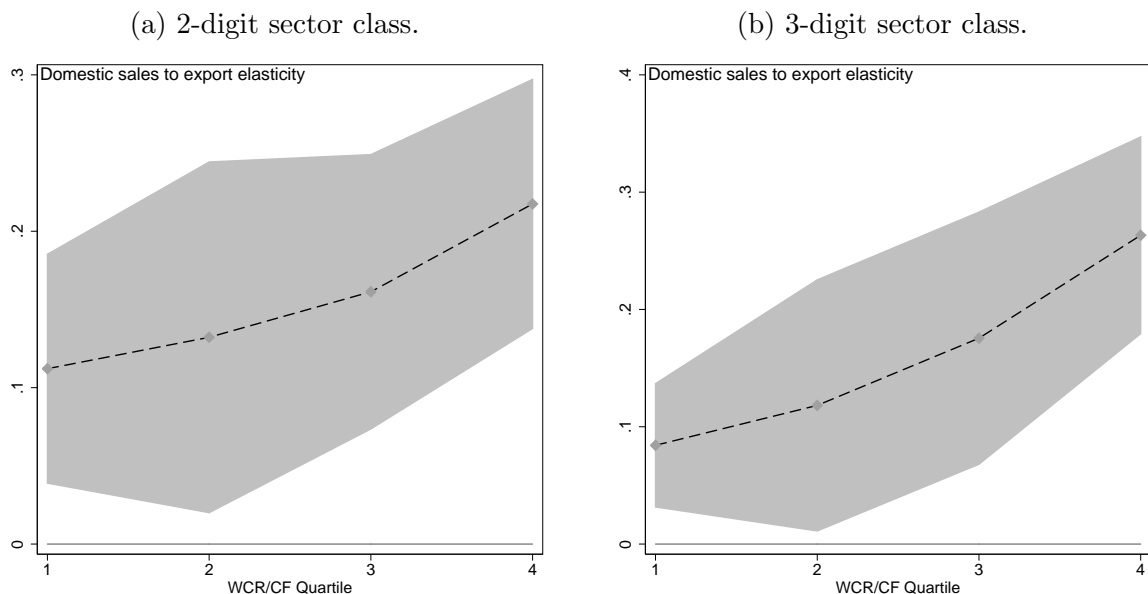 (a) 2-digit sector class.
Domestic sales to export elasticity
.3
.2
.1
0
1 2 3 4
WCR/CF Quartile
(b) 3-digit sector class.
Domestic sales to export elasticity
.4
.3
.2
.1
0
1 2 3 4
WCR/CF Quartile